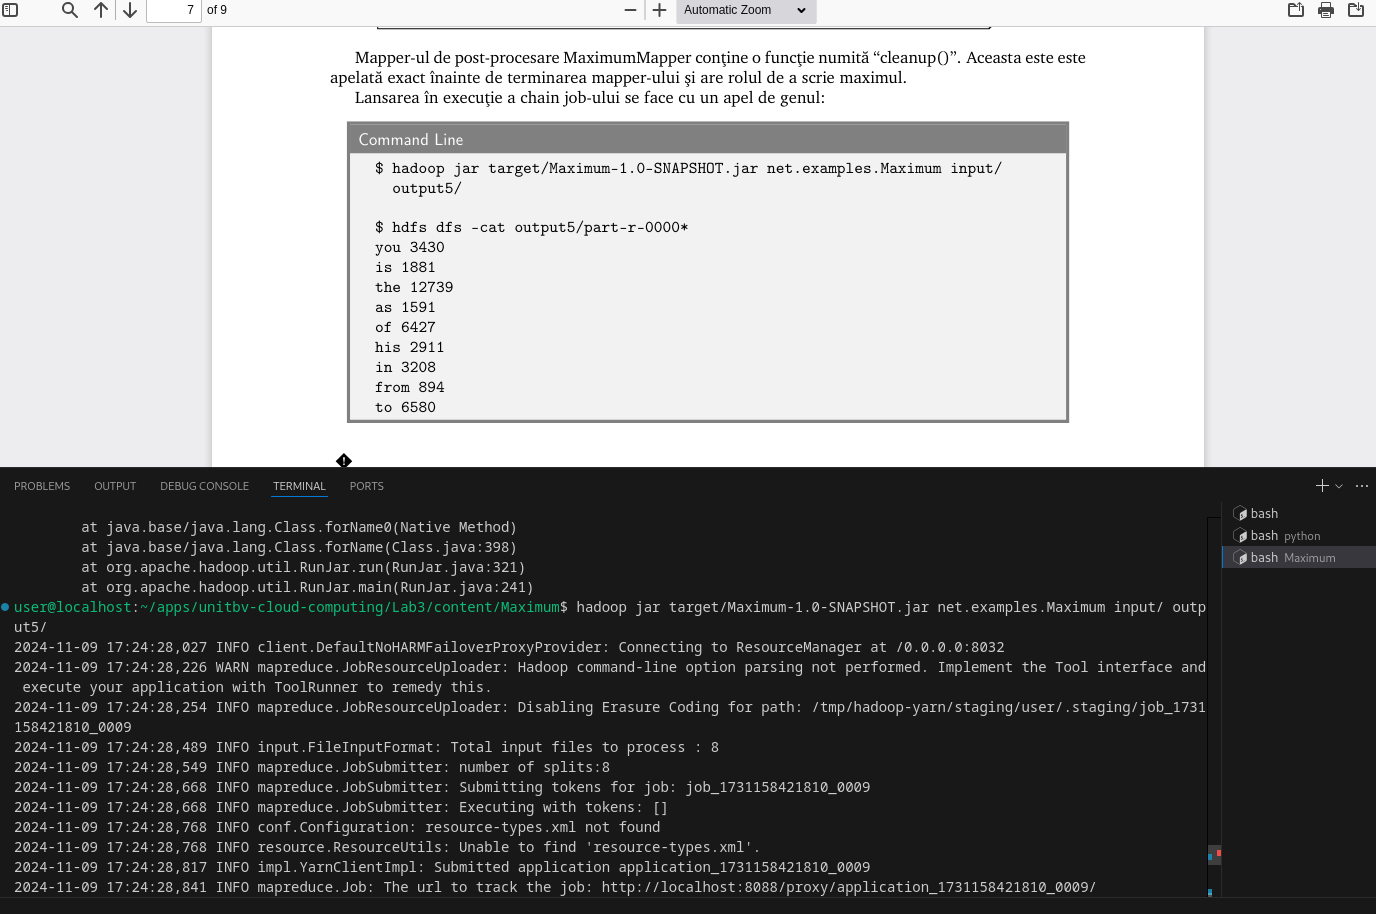 7 of 9
Automatic Zoom
Mapper-ul de post-procesare MaximumMapper conţine o funcţie numită “cleanup()”. Aceasta este este
apelată exact înainte de terminarea mapper-ului şi are rolul de a scrie maximul.
Lansarea în execuţie a chain job-ului se face cu un apel de genul:
Command Line
$ hadoop jar target/Maximum-1.0-SNAPSHOT.jar net.examples.Maximum input/
output5/
$ hdfs dfs -cat output5/part-r-0000*
you 3430
is 1881
the 12739
as 1591
of 6427
his 2911
in 3208
from 894
to 6580
PROBLEMS OUTPUT DEBUG CONSOLE TERMINAL PORTS
bash
bash python
bash Maximum
at java.base/java.lang.Class.forName0(Native Method)
at java.base/java.lang.Class.forName(Class.java:398)
at org.apache.hadoop.util.RunJar.run(RunJar.java:321)
at org.apache.hadoop.util.RunJar.main(RunJar.java:241)
user@localhost:~/apps/unitbv-cloud-computing/Lab3/content/Maximum$ hadoop jar target/Maximum-1.0-SNAPSHOT.jar net.examples.Maximum input/ outp
ut5/
2024-11-09 17:24:28,027 INFO client.DefaultNoHARMFailoverProxyProvider: Connecting to ResourceManager at /0.0.0.0:8032
2024-11-09 17:24:28,226 WARN mapreduce.JobResourceUploader: Hadoop command-line option parsing not performed. Implement the Tool interface and
execute your application with ToolRunner to remedy this.
2024-11-09 17:24:28,254 INFO mapreduce.JobResourceUploader: Disabling Erasure Coding for path: /tmp/hadoop-yarn/staging/user/.staging/job_1731
158421810_0009
2024-11-09 17:24:28,489 INFO input.FileInputFormat: Total input files to process : 8
2024-11-09 17:24:28,549 INFO mapreduce.JobSubmitter: number of splits:8
2024-11-09 17:24:28,668 INFO mapreduce.JobSubmitter: Submitting tokens for job: job_1731158421810_0009
2024-11-09 17:24:28,668 INFO mapreduce.JobSubmitter: Executing with tokens: []
2024-11-09 17:24:28,768 INFO conf.Configuration: resource-types.xml not found
2024-11-09 17:24:28,768 INFO resource.ResourceUtils: Unable to find 'resource-types.xml'.
2024-11-09 17:24:28,817 INFO impl.YarnClientImpl: Submitted application application_1731158421810_0009
2024-11-09 17:24:28,841 INFO mapreduce.Job: The url to track the job: http://localhost:8088/proxy/application_1731158421810_0009/